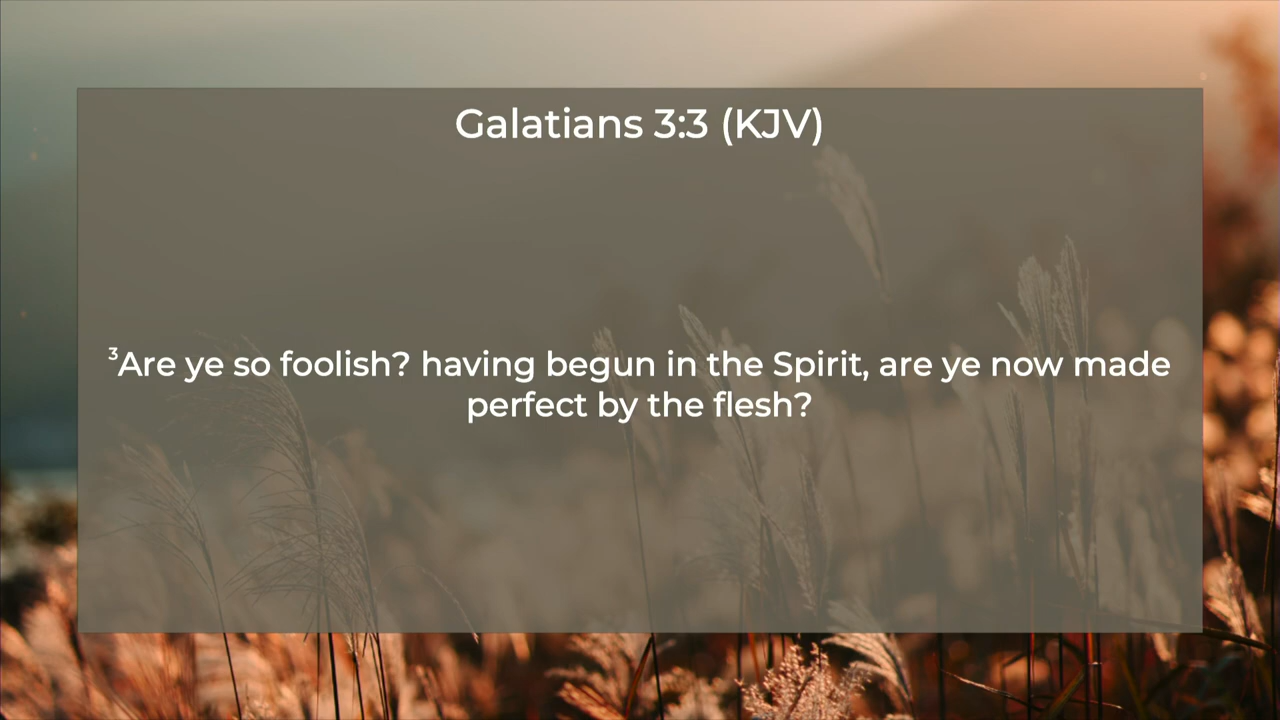 Galatians 3:3 (KJV)
³Are ye so foolish? having begun in the Spirit, are ye now made
perfect by the flesh?